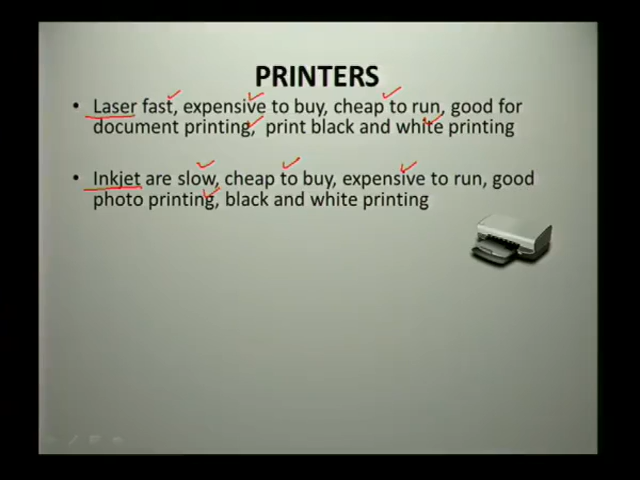 PRINTERS
• Laser fast, expensive to buy, cheap to run, good for
document printing, print black and white printing
• Inkjet are slow, cheap to buy, expensive to run, good
photo printing, black and white printing